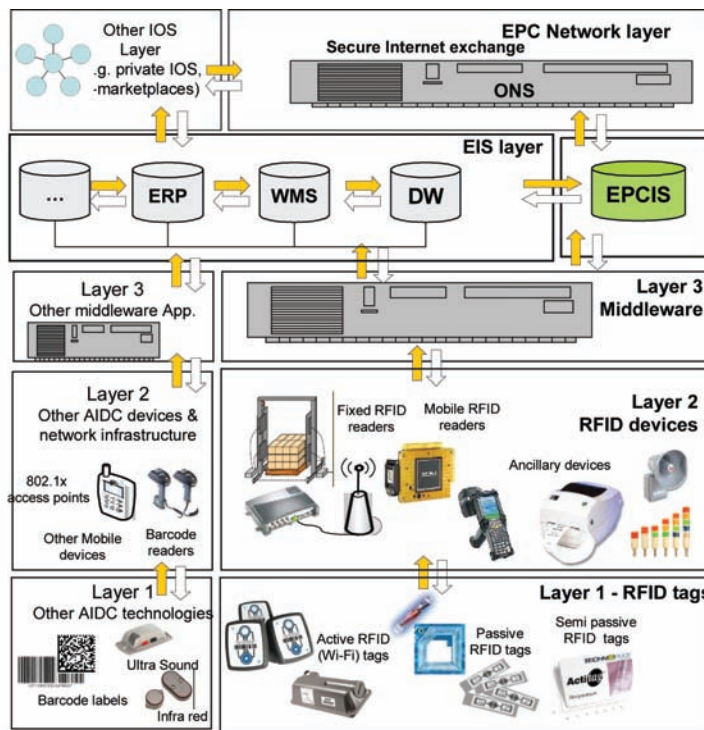 Other IOS
Layer
.g. private IOS,
-marketplaces)
EPC Network layer
Secure Internet exchange
ONS
EIS layer
...
ERP
WMS
DW
EPCIS
Layer 3
Other middleware App.
Layer 3
Middleware
Layer 2
Other AIDC devices &
network infrastructure
802.1x
access points
Other Mobile
devices
Barcode
readers
Layer 2
RFID devices
Fixed RFID
readers
Mobile RFID
readers
Ancillary devices
Layer 1
Other AIDC technologies
Ultra Sound
Barcode labels
Infra red
Layer 1 - RFID tags
Active RFID
(Wi-Fi) tags
Passive
RFID tags
Semi passive
RFID tags